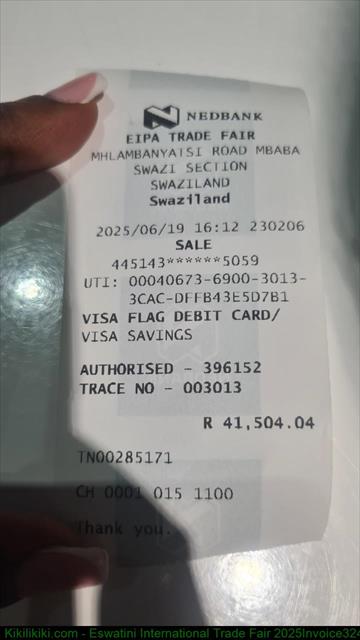 NEDBANK
EIPA TRADE FAIR
MHLAMBANYATSI ROAD MBABA
SWAZI SECTION
SWAZILAND
Swaziland
2025/06/19 16:12 230206
SALE
445143******5059
UTI: 00040673-6900-3013-
3CAC-DFFB43E5D7B1
VISA FLAG DEBIT CARD/
VISA SAVINGS
AUTHORISED - 396152
TRACE NO - 003013
R 41,504.04
TN00285171
CH 0001 015 1100
Thank you.
Kikilikiki.com - Eswatini International Trade Fair 2025Invoice32